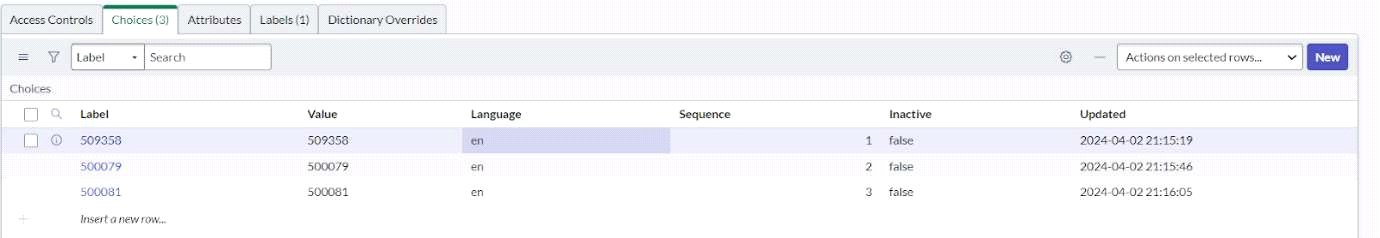 Access Controls Choices (3) Attributes Labels (1) Dictionary Overrides
Label Search Actions on selected rows... New
Choices
Label Value Language Sequence Inactive Updated
509358 509358 en 1 false 2024-04-02 21:15:19
500079 500079 en 2 false 2024-04-02 21:15:46
500081 500081 en 3 false 2024-04-02 21:16:05
Insert a new row...